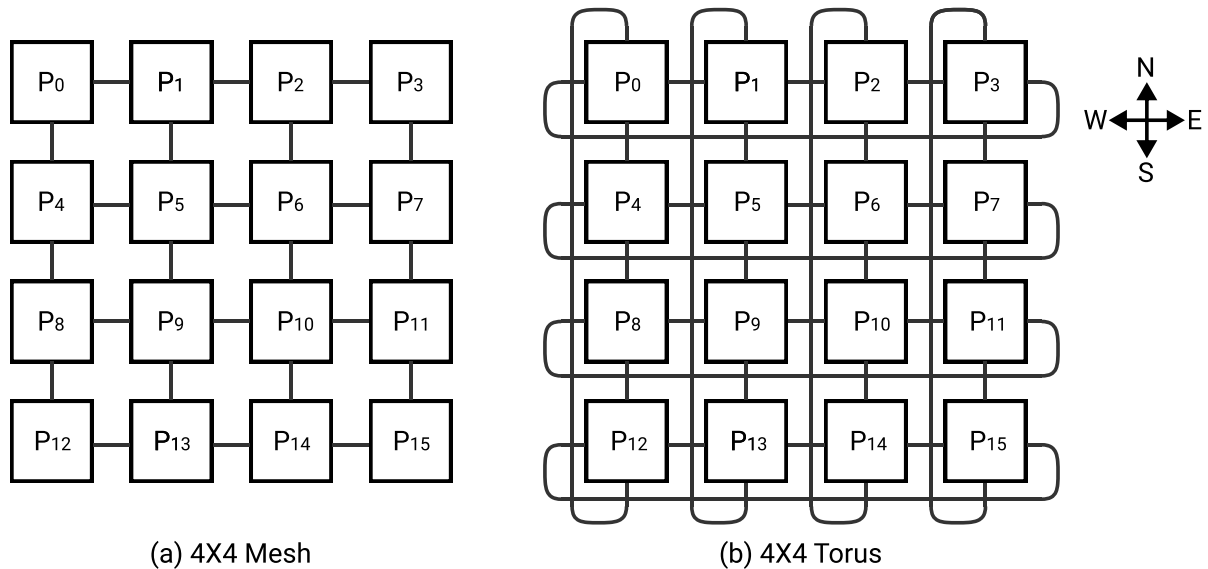 P0 P1 P2 P3
P4 P5 P6 P7
P8 P9 P10 P11
P12 P13 P14 P15
(a) 4X4 Mesh
P0 P1 P2 P3
P4 P5 P6 P7
P8 P9 P10 P11
P12 P13 P14 P15
(b) 4X4 Torus
N
W E
S